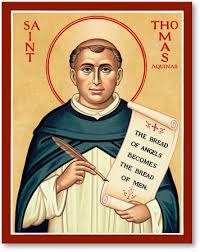 SAINT
THOMAS
AQUINAS
THE BREAD
OF ANGELS
BECOMES
THE BREAD
OF MEN.